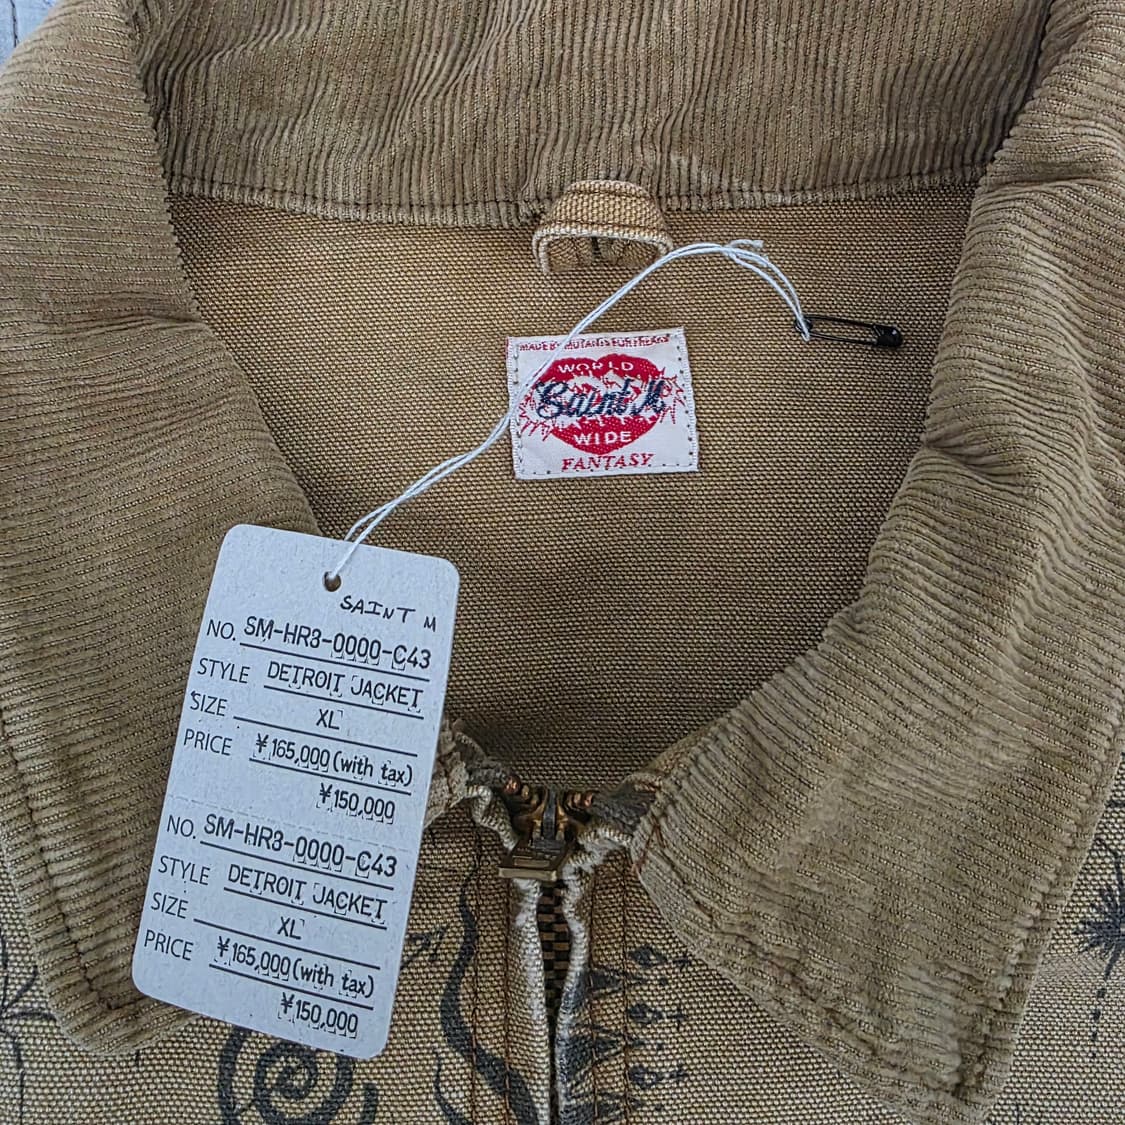 MADE BY MUTANTS FOR FREAKS
WORLD
Saint M
WIDE
FANTASY
SAINT M
NO. SM-HR3-0000-C43
STYLE DETROIT JACKET
SIZE XL
PRICE ¥165,000(with tax)
¥150,000
NO. SM-HR3-0000-C43
STYLE DETROIT JACKET
SIZE XL
PRICE ¥165,000(with tax)
¥150,000